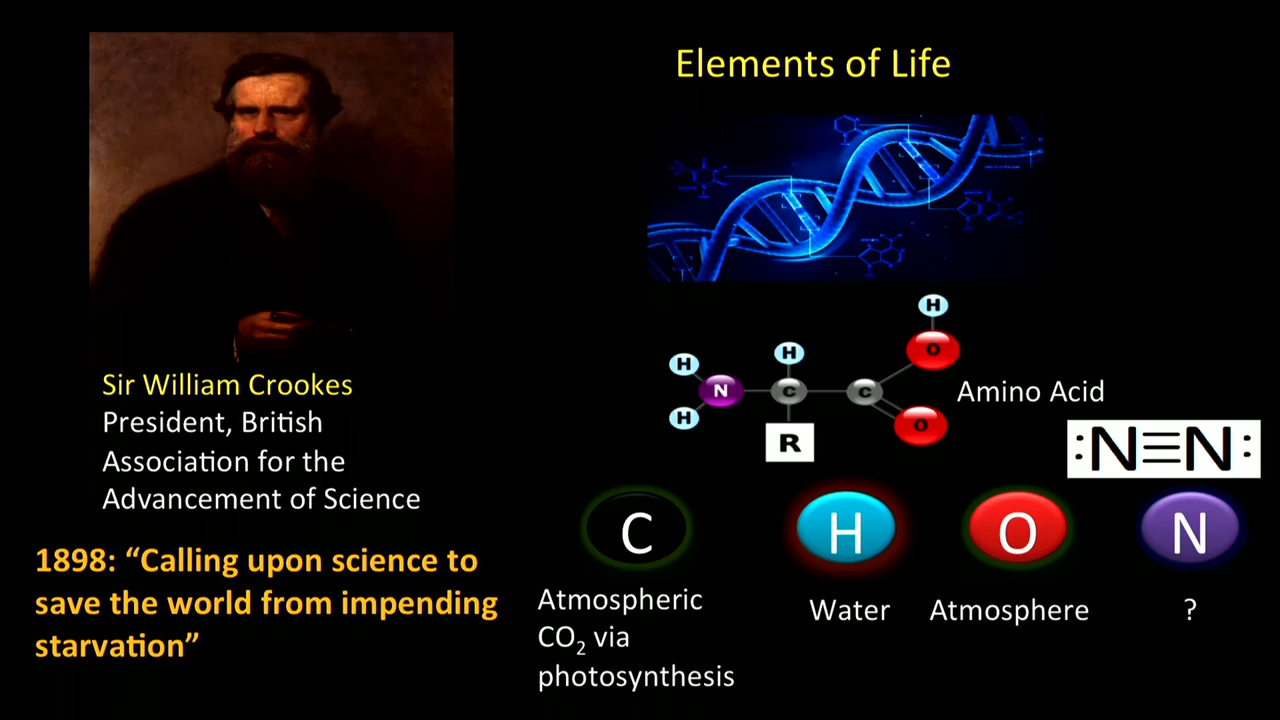 Elements of Life
Sir William Crookes
President, British
Association for the
Advancement of Science
1898: “Calling upon science to
save the world from impending
starvation”
H
O
H
H
N
C
C
H
O
R
Amino Acid
:N≡N:
C
H
O
N
Atmospheric
CO₂ via
photosynthesis
Water
Atmosphere
?